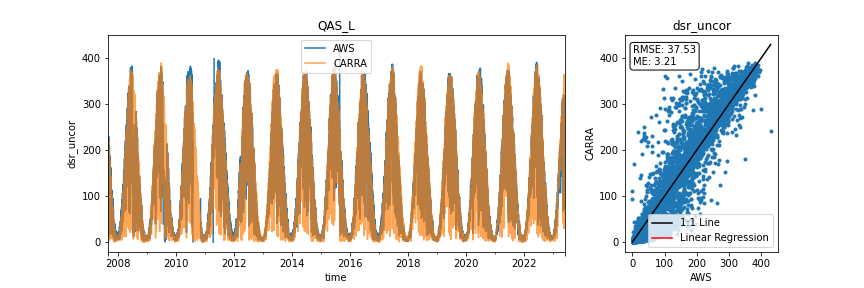 QAS_L
dsr_uncor
400
300
200
100
0
2008
2010
2012
2014
2016
2018
2020
2022
time
AWS
CARRA
dsr_uncor
CARRA
400
300
200
100
0
0
100
200
300
400
AWS
RMSE: 37.53
ME: 3.21
1:1 Line
Linear Regression